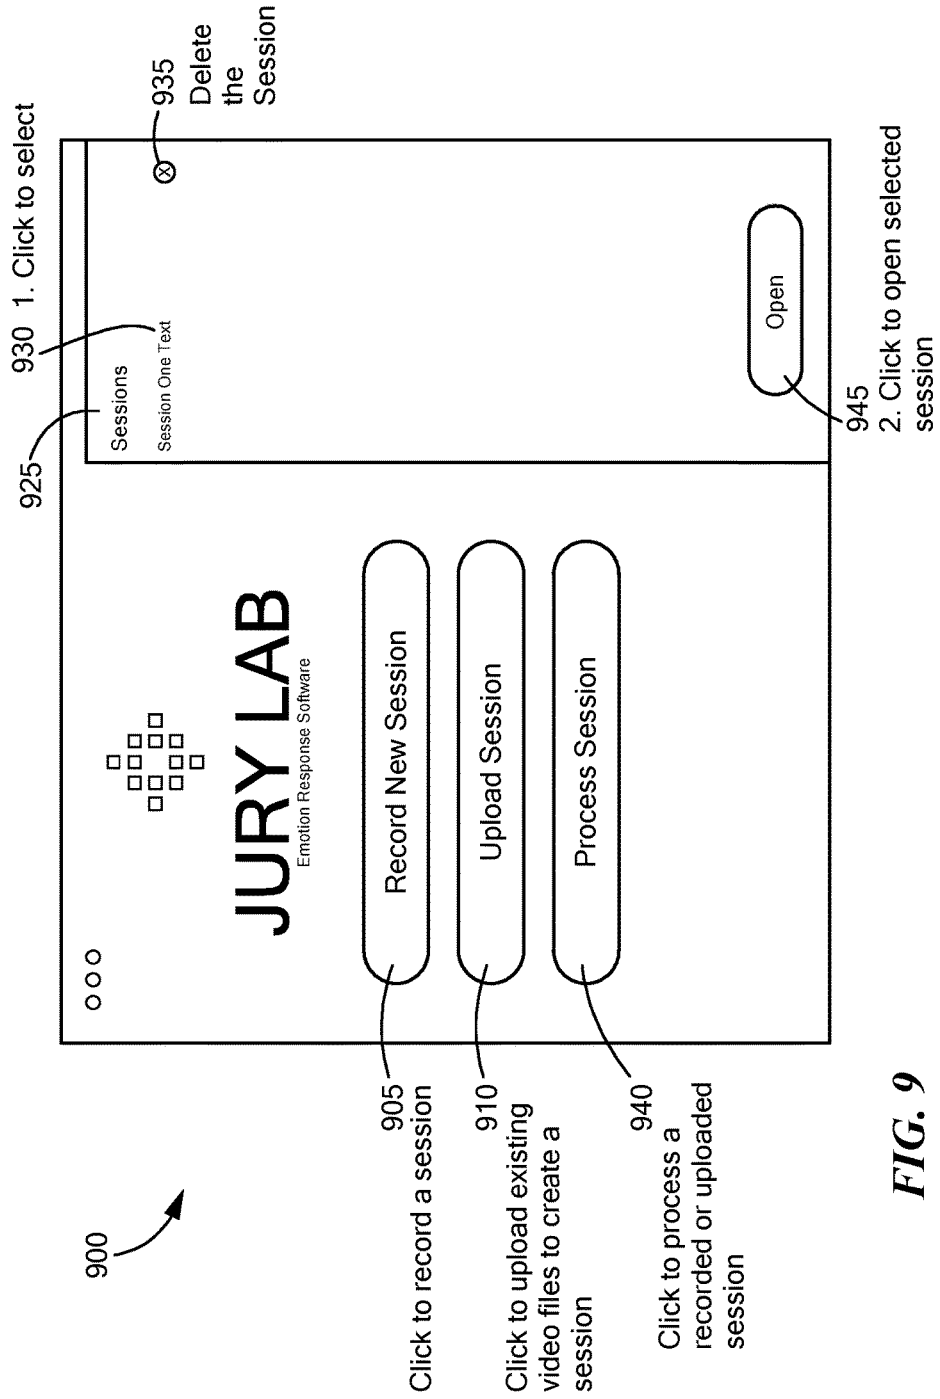 900
925
930 1. Click to select
Sessions
Session One Text
X
935
Delete
the
Session
JURY LAB
Emotion Response Software
Record New Session
905
Click to record a session
Upload Session
910
Click to upload existing
video files to create a
session
Process Session
940
Click to process a
recorded or uploaded
session
Open
945
2. Click to open selected
session
FIG. 9